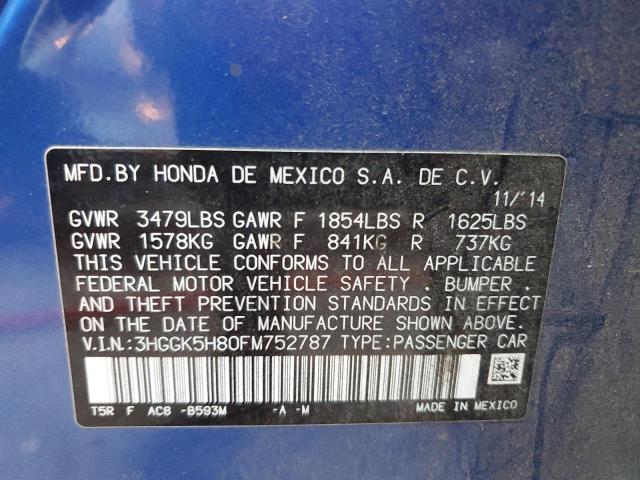 MFD.BY HONDA DE MEXICO S.A. DE C.V.
11/'14
GVWR 3479LBS GAWR F 1854LBS R 1625LBS
GVWR 1578KG GAWR F 841KG R 737KG
THIS VEHICLE CONFORMS TO ALL APPLICABLE
FEDERAL MOTOR VEHICLE SAFETY . BUMPER .
AND THEFT PREVENTION STANDARDS IN EFFECT
ON THE DATE OF MANUFACTURE SHOWN ABOVE.
V.I.N.:3HGGK5H80FM752787 TYPE:PASSENGER CAR
T5R F AC8 -B593M -A -M MADE IN MEXICO